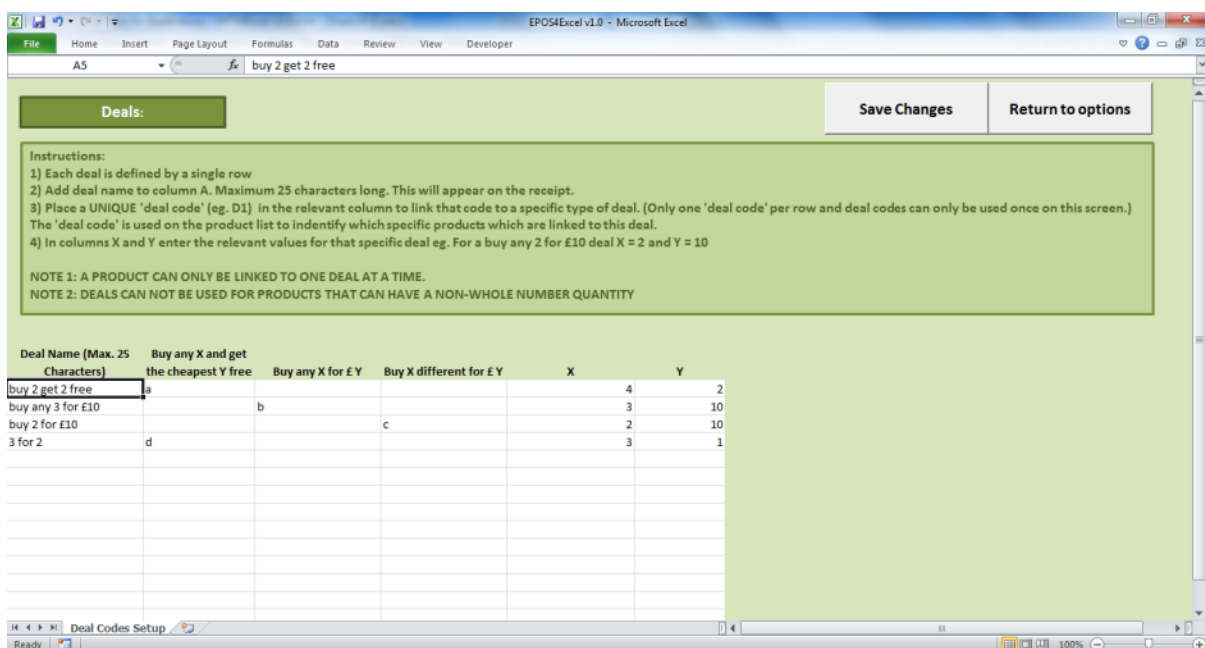 EPOS4Excel v1.0 - Microsoft Excel
File Home Insert Page Layout Formulas Data Review View Developer
A5 fx buy 2 get 2 free
Deals:
Save Changes Return to options
Instructions:
1) Each deal is defined by a single row
2) Add deal name to column A. Maximum 25 characters long. This will appear on the receipt.
3) Place a UNIQUE 'deal code' (eg. D1) in the relevant column to link that code to a specific type of deal. (Only one 'deal code' per row and deal codes can only be used once on this screen.)
The 'deal code' is used on the product list to indentify which specific products which are linked to this deal.
4) In columns X and Y enter the relevant values for that specific deal eg. For a buy any 2 for £10 deal X = 2 and Y = 10
NOTE 1: A PRODUCT CAN ONLY BE LINKED TO ONE DEAL AT A TIME.
NOTE 2: DEALS CAN NOT BE USED FOR PRODUCTS THAT CAN HAVE A NON-WHOLE NUMBER QUANTITY
Deal Name (Max. 25 Buy any X and get
Characters) the cheapest Y free Buy any X for £ Y Buy X different for £ Y X Y
buy 2 get 2 free a 4 2
buy any 3 for £10 b 3 10
buy 2 for £10 c 2 10
3 for 2 d 3 1
Deal Codes Setup
Ready 100%